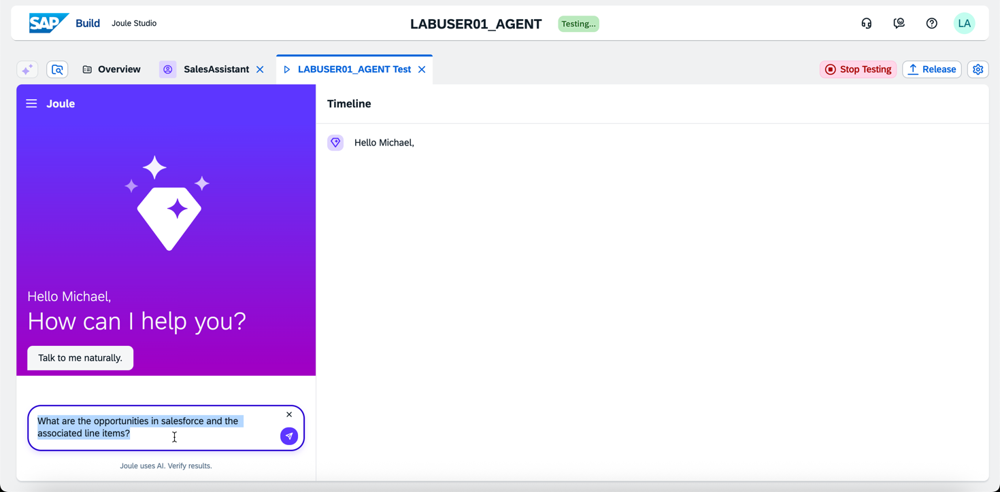 SAP Build Joule Studio
LABUSER01_AGENT Testing...
LA
Overview SalesAssistant LABUSER01_AGENT Test
Stop Testing Release
Joule
Timeline
Hello Michael,
Hello Michael,
How can I help you?
Talk to me naturally.
What are the opportunities in salesforce and the
associated line items?
Joule uses AI. Verify results.